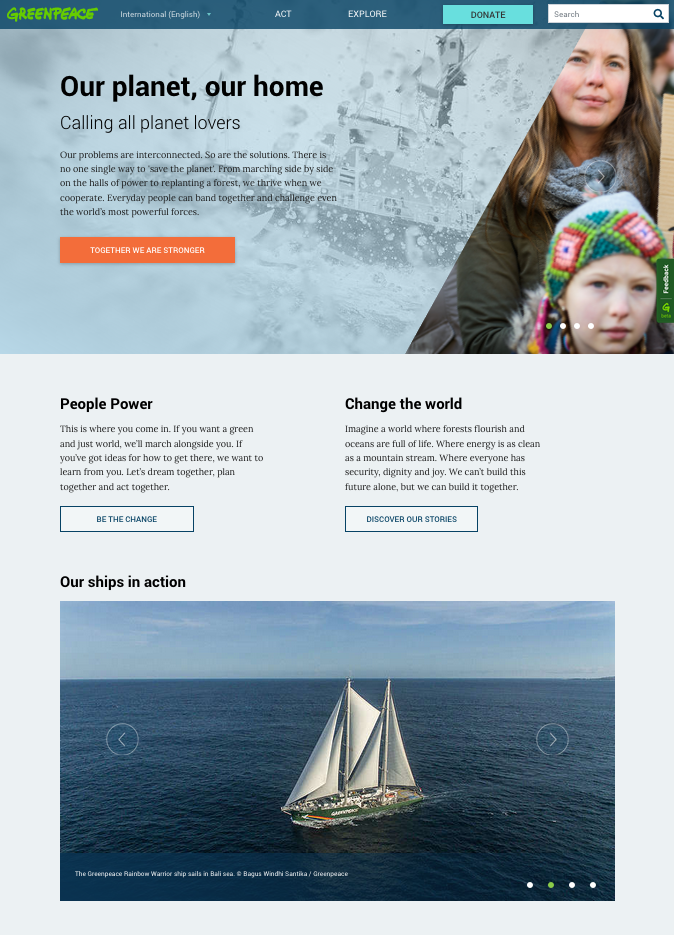 GREENPEACE International (English) ACT EXPLORE DONATE Search
Our planet, our home
Calling all planet lovers
Our problems are interconnected. So are the solutions. There is
no one single way to 'save the planet'. From marching side by side
on the halls of power to replanting a forest, we thrive when we
cooperate. Everyday people can band together and challenge even
the world's most powerful forces.
TOGETHER WE ARE STRONGER
Feedback
People Power
This is where you come in. If you want a green
and just world, we'll march alongside you. If
you've got ideas for how to get there, we want to
learn from you. Let's dream together, plan
together and act together.
BE THE CHANGE
Change the world
Imagine a world where forests flourish and
oceans are full of life. Where energy is as clean
as a mountain stream. Where everyone has
security, dignity and joy. We can't build this
future alone, but we can build it together.
DISCOVER OUR STORIES
Our ships in action
The Greenpeace Rainbow Warrior ship sails in Bali sea. © Bagus Windhi Santika / Greenpeace